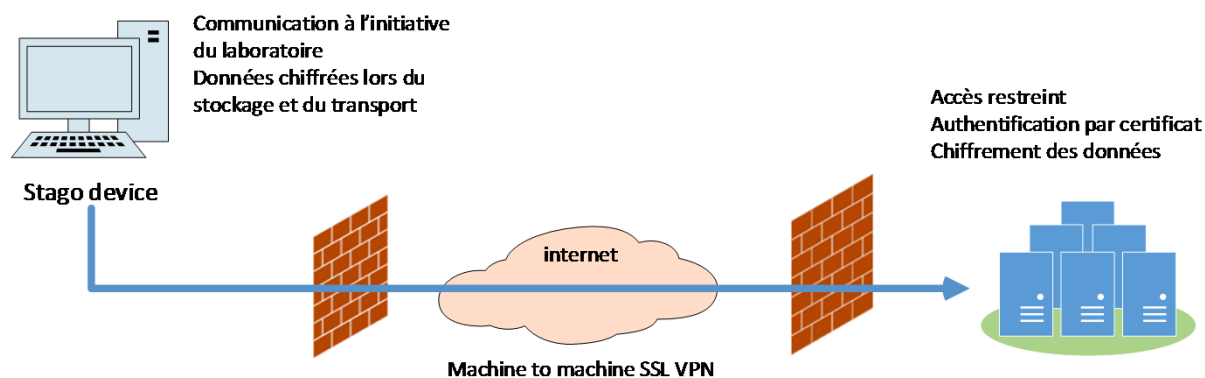 Communication à l'initiative
du laboratoire
Données chiffrées lors du
stockage et du transport
Accès restreint
Authentification par certificat
Chiffrement des données
Stago device
internet
Machine to machine SSL VPN